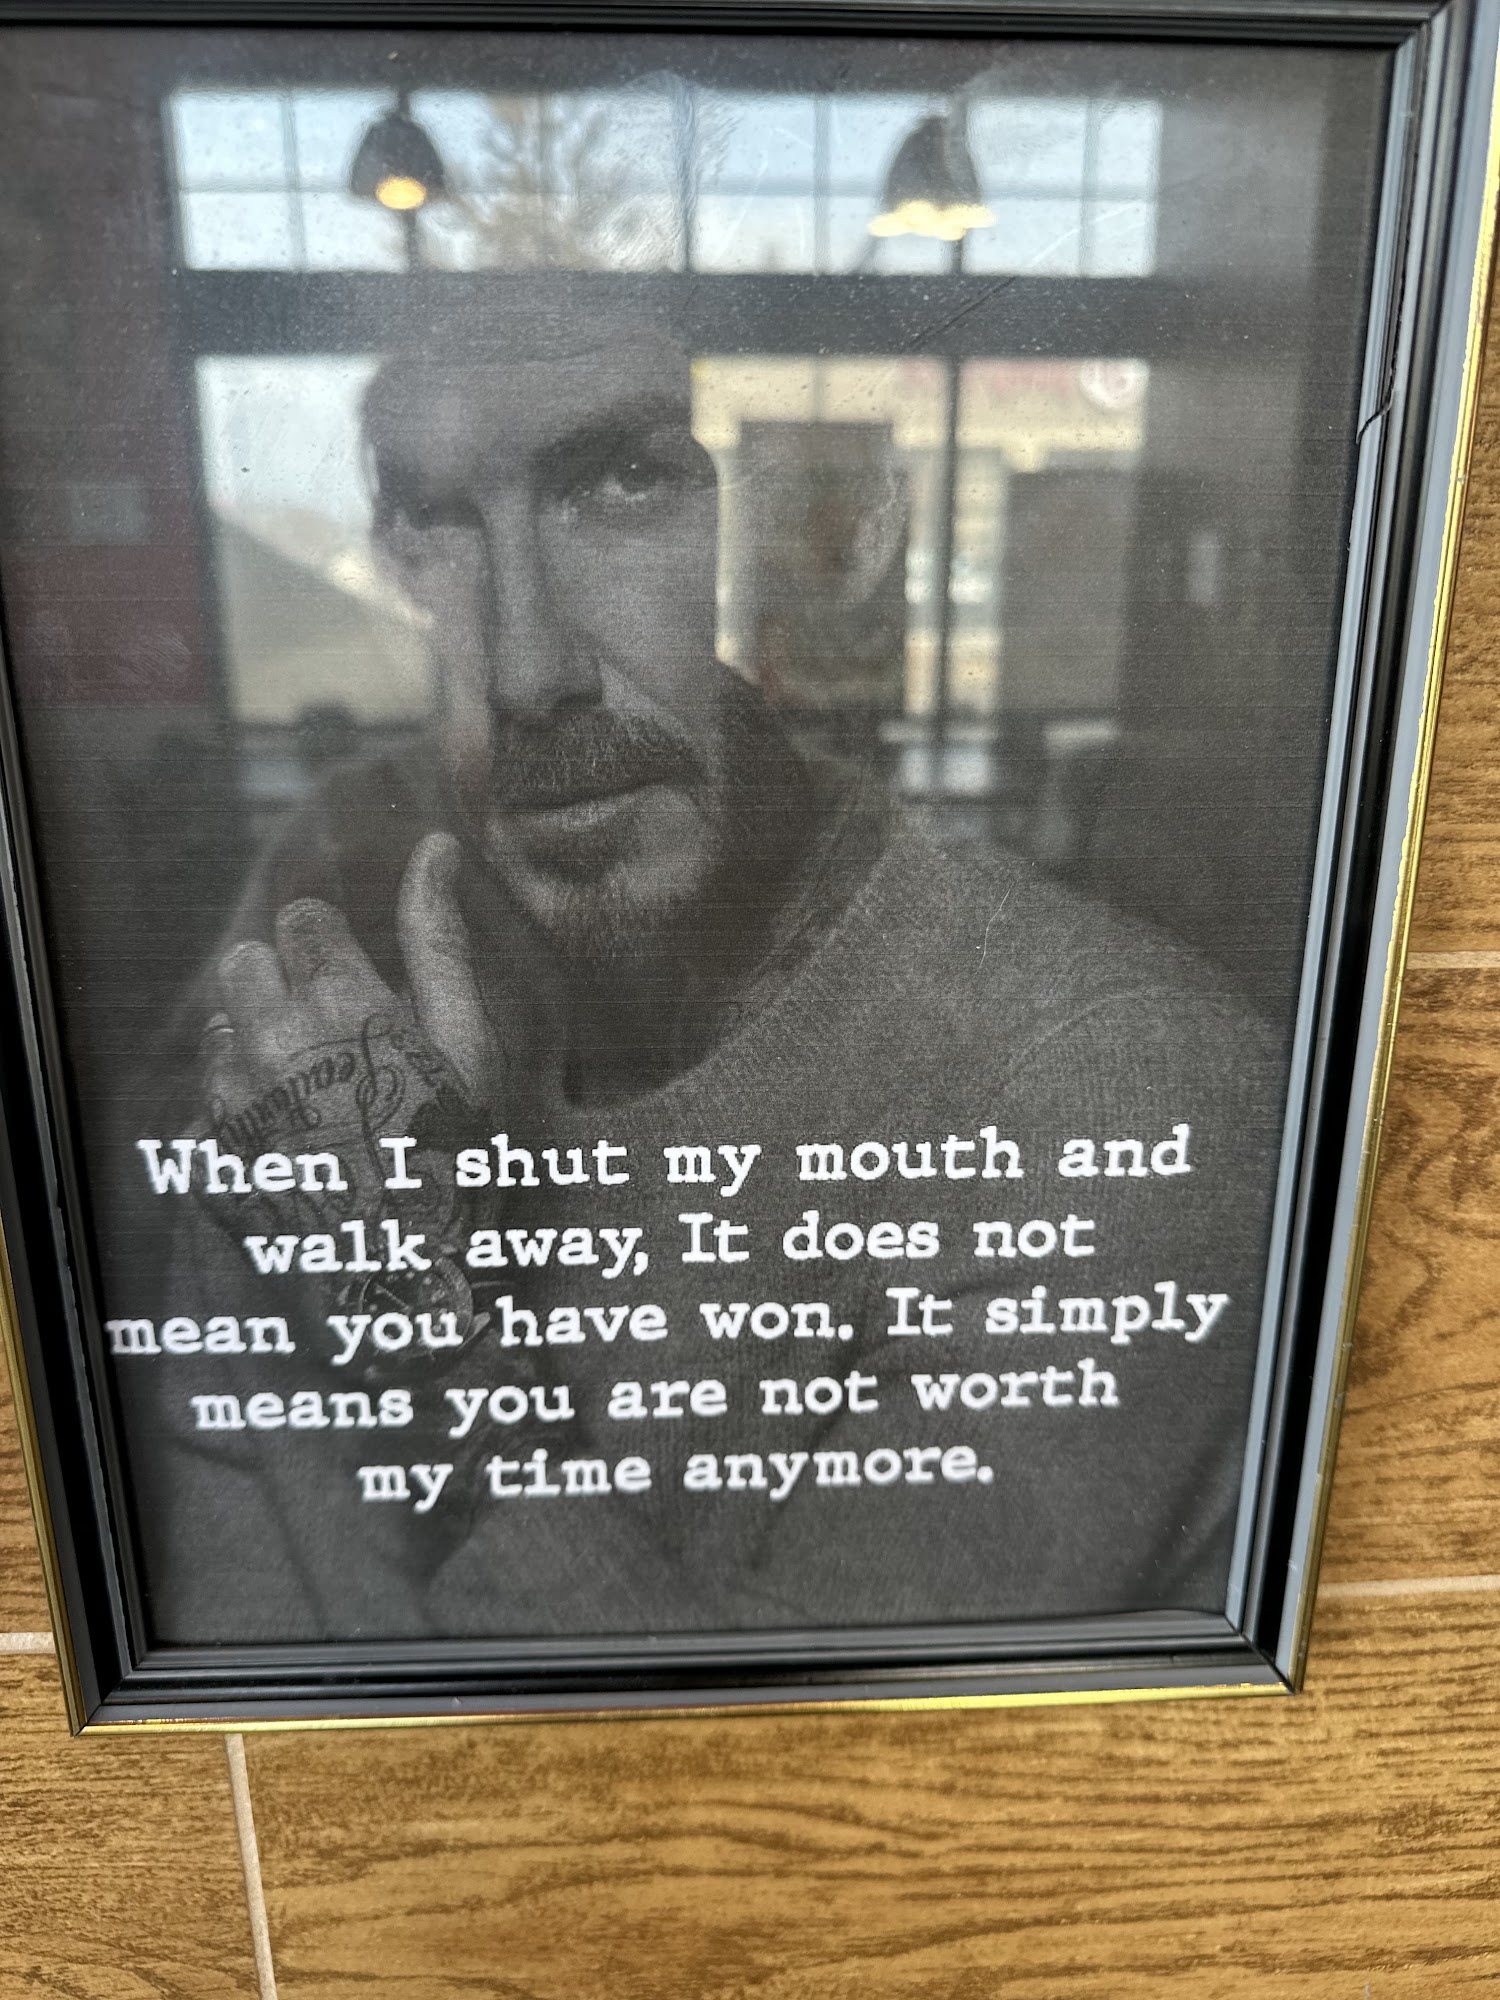 When I shut my mouth and
walk away, It does not
mean you have won. It simply
means you are not worth
my time anymore.